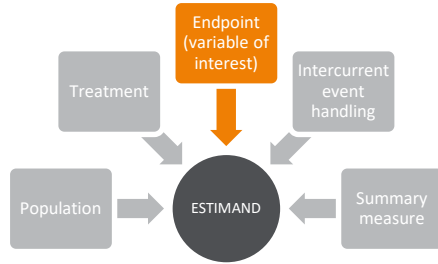 Endpoint
(variable of
interest)
Treatment
Intercurrent
event
handling
Population
ESTIMAND
Summary
measure